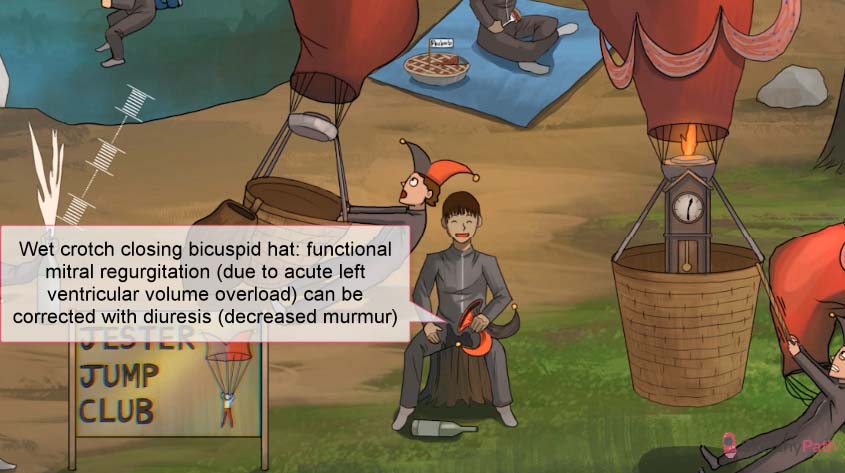 Wet crotch closing bicuspid hat: functional
mitral regurgitation (due to acute left
ventricular volume overload) can be
corrected with diuresis (decreased murmur)
JESTER
JUMP
CLUB